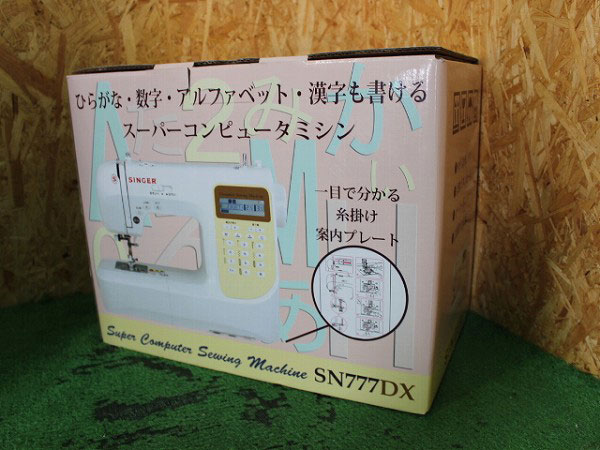 ひらがな・数字・アルファベット・漢字も書ける
スーパーコンピュータミシン
SINGER
一目で分かる
糸掛け
案内プレート
Super Computer Sewing Machine SN777DX